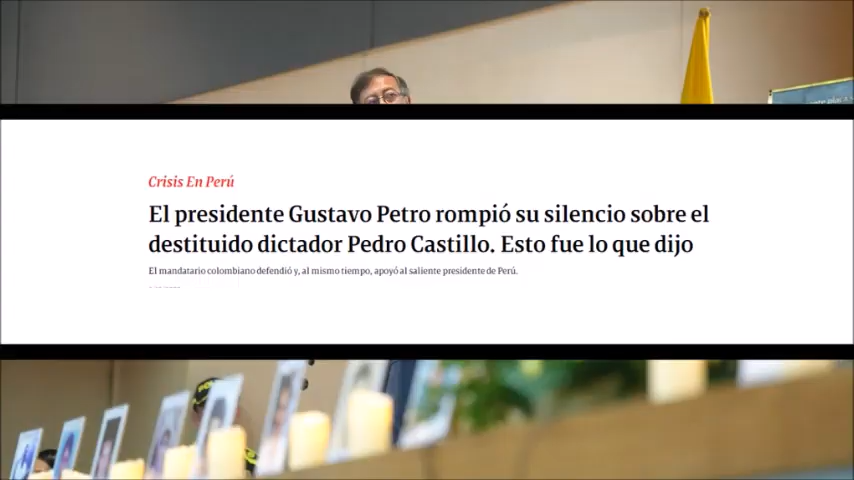 Crisis En Perú
El presidente Gustavo Petro rompió su silencio sobre el
destituido dictador Pedro Castillo. Esto fue lo que dijo
El mandatario colombiano defendió y, al mismo tiempo, apoyó al saliente presidente de Perú.